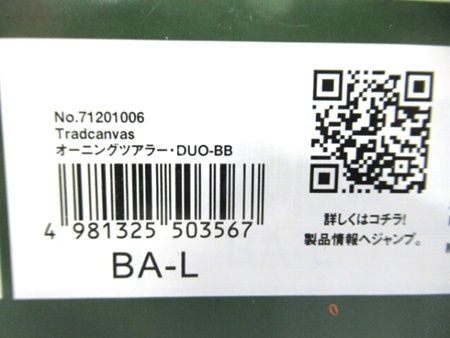 No.71201006
Tradcanvas
オーニングツアラー・DUO-BB
4 981325 503567
BA-L
詳しくはコチラ!
製品情報へジャンプ。